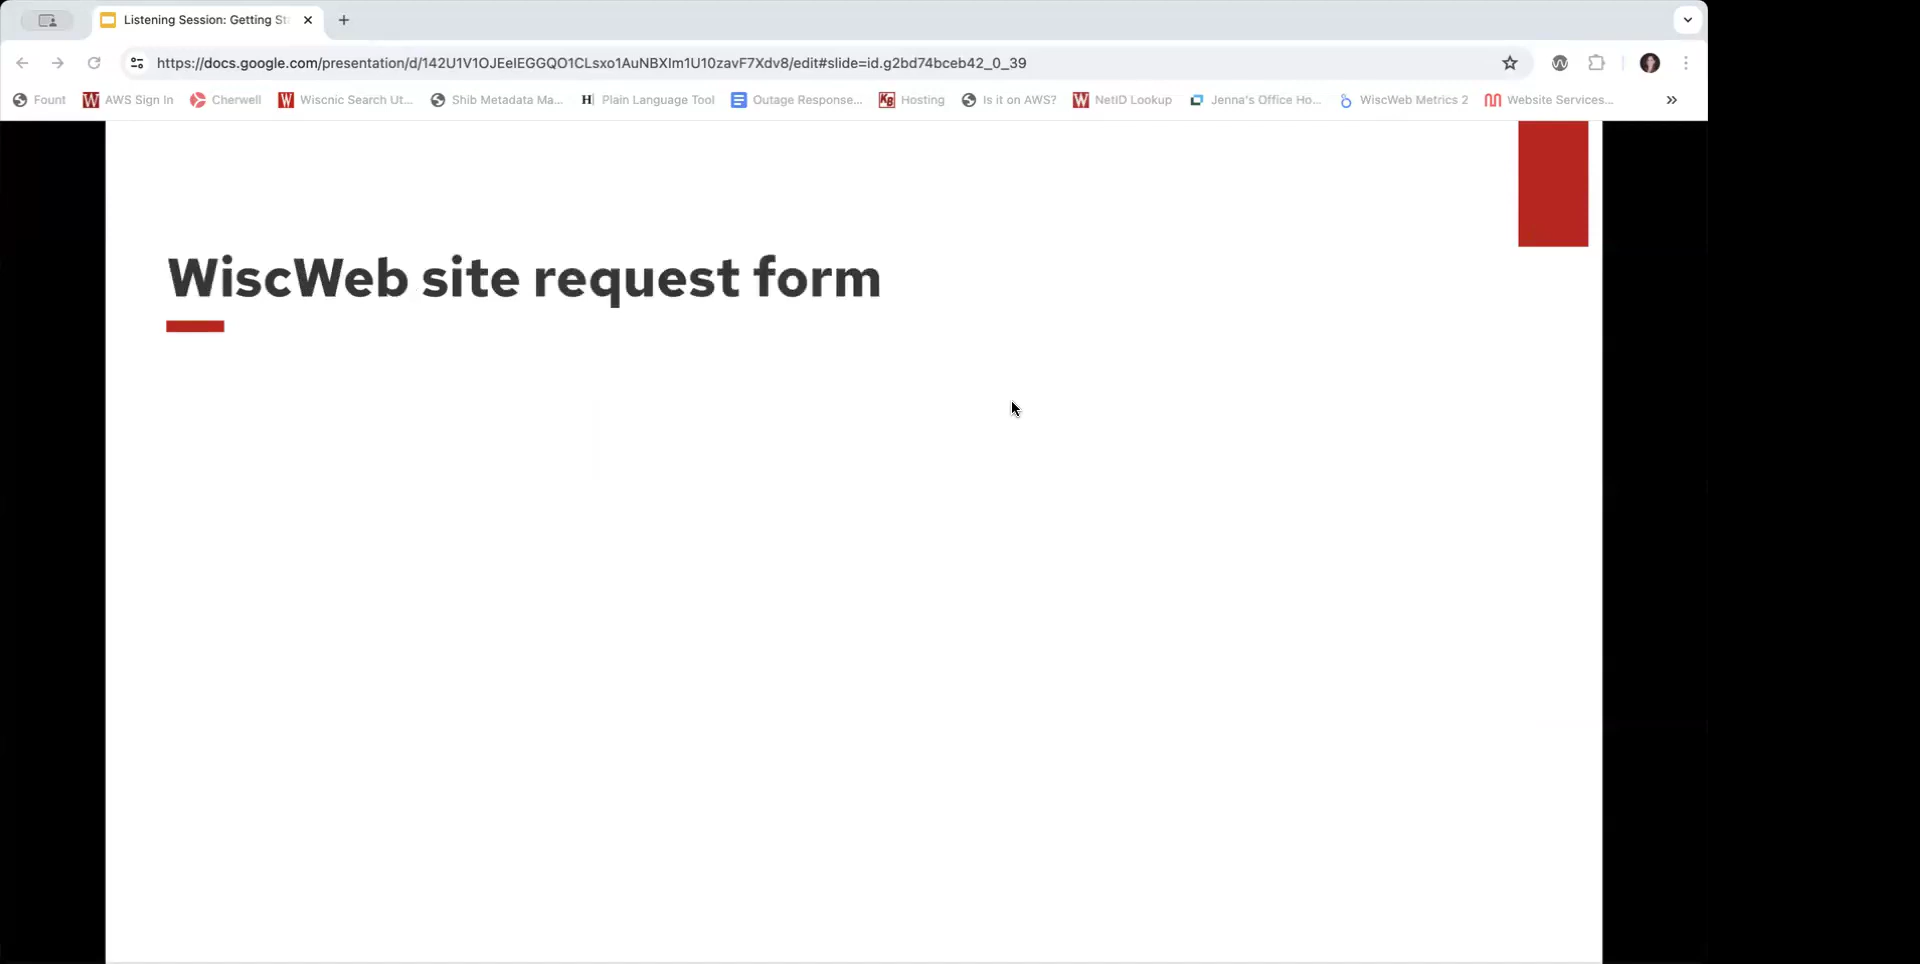 Listening Session: Getting St
https://docs.google.com/presentation/d/142U1V1OJEeIEGGQO1CLsxo1AuNBXIm1U10zavF7Xdv8/edit#slide=id.g2bd74bceb42_0_39
Fount AWS Sign In Cherwell Wiscnic Search Ut... Shib Metadata Ma... Plain Language Tool Outage Response... KB Hosting Is it on AWS? NetID Lookup Jenna's Office Ho... WiscWeb Metrics 2 Website Services...
WiscWeb site request form